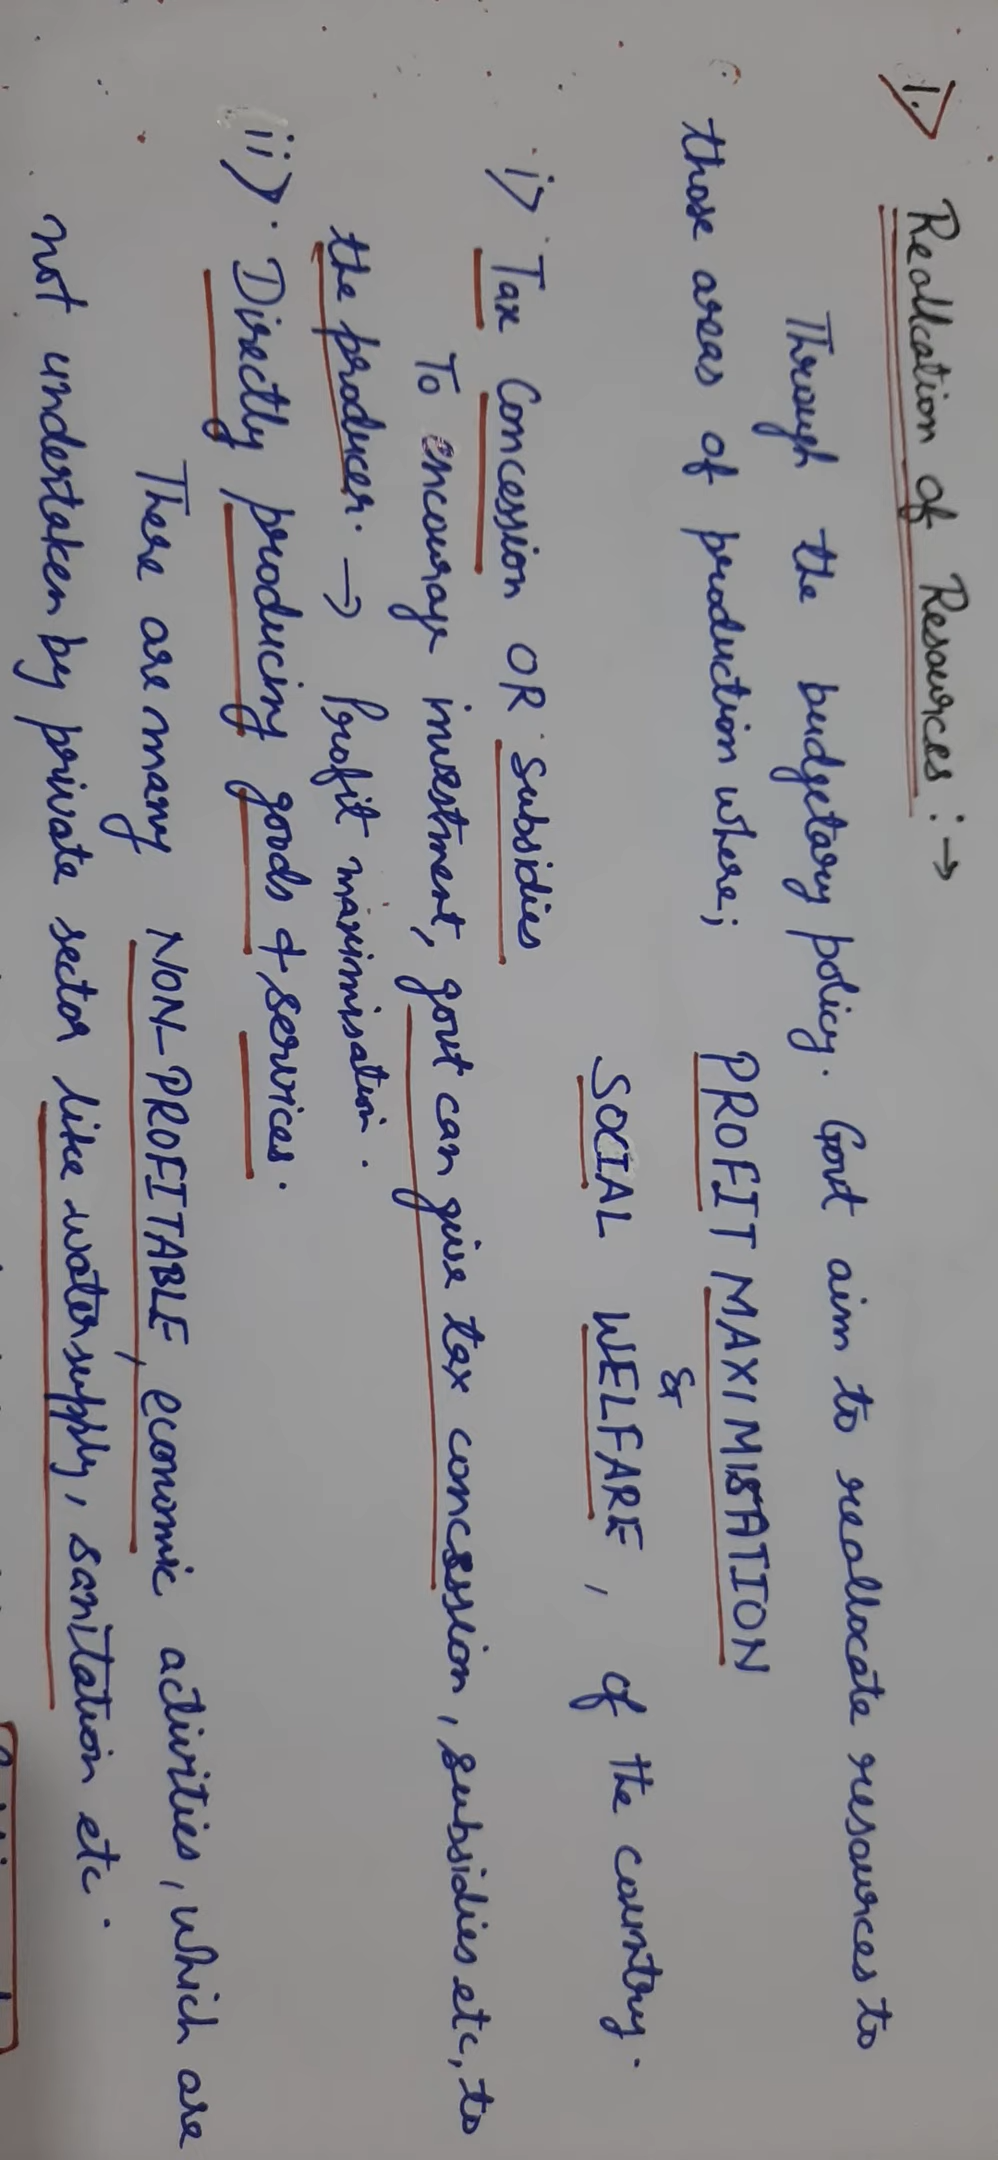 1. Reallcation of Resources :→
Through the budgetary policy. Govt aim to reallocate resources to
those areas of production where; PROFIT MAXIMISATION
&
SOCIAL WELFARE, of the country.
i) Tax Concession OR subsidies
To encourage investment, govt can give tax concession, subsidies etc, to
the producer. → Profit maximisation.
ii) Directly producing goods & services.
There are many NON-PROFITABLE, economic activities, which are
not undertaken by private sector like water supply, sanitation etc.